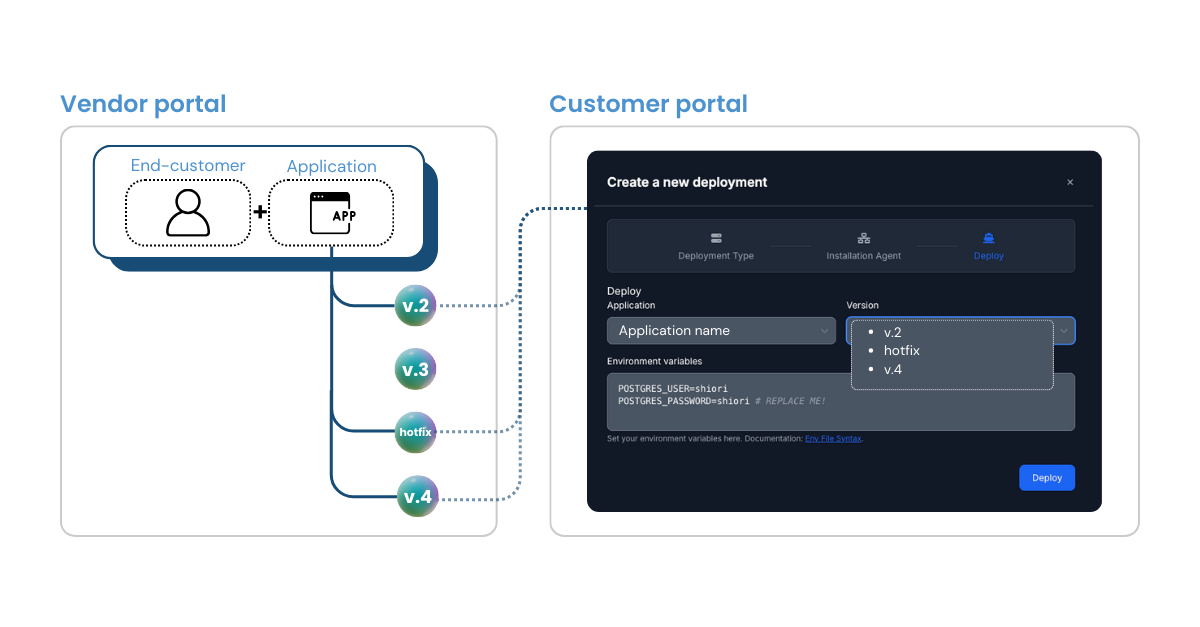 Vendor portal
End-customer
Application
+
APP
v.2
v.3
hotfix
v.4
Customer portal
Create a new deployment
×
Deployment Type
Installation Agent
Deploy
Deploy
Application
Version
Application name
• v.2
• hotfix
• v.4
Environment variables
POSTGRES_USER=shiori
POSTGRES_PASSWORD=shiori # REPLACE ME!
Set your environment variables here. Documentation: Env File Syntax.
Deploy